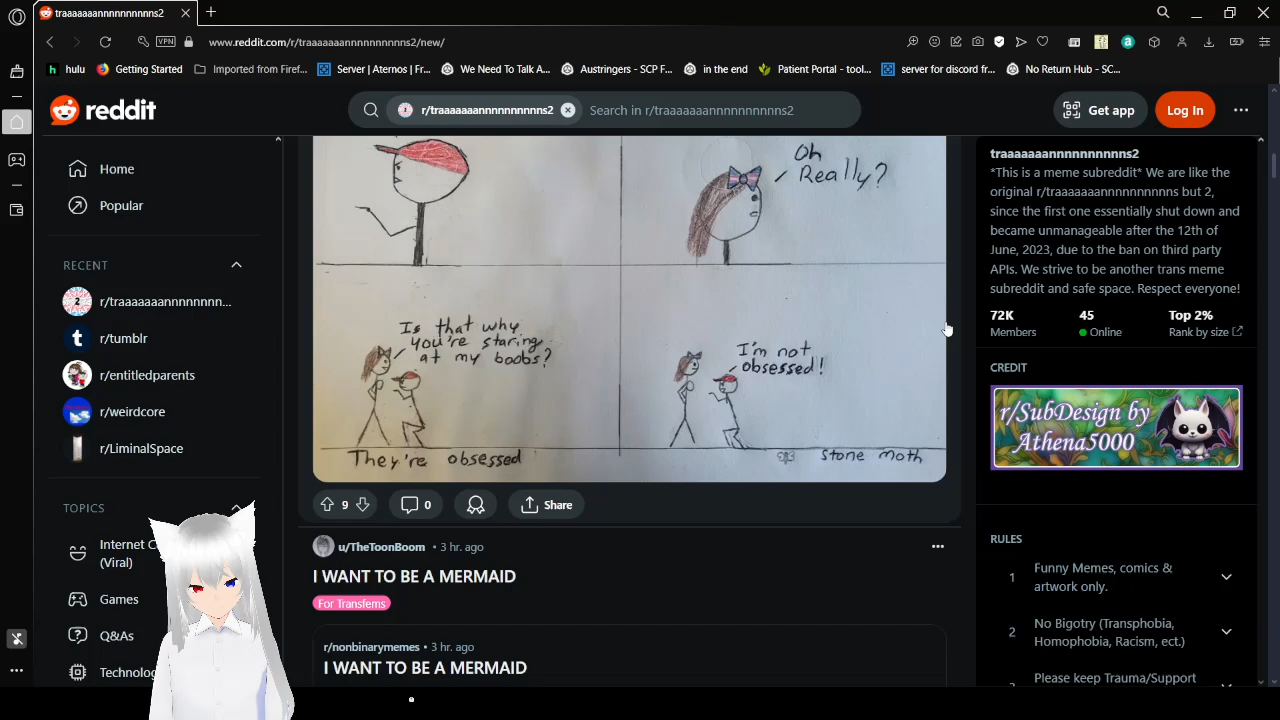 traaaaaaannnnnnnnnns2
VPN www.reddit.com/r/traaaaaaannnnnnnnnns2/new/
hulu Getting Started Imported from Firef... Server | Aternos | Fr... We Need To Talk A... Austringers - SCP F... in the end Patient Portal - tool... server for discord fr... No Return Hub - SC...
reddit r/traaaaaaannnnnnnnnns2 Search in r/traaaaaaannnnnnnnnns2 Get app Log In
Home
Popular
RECENT
r/traaaaaaannnnnnn...
r/tumblr
r/entitledparents
r/weirdcore
r/LiminalSpace
TOPICS
Internet C
(Viral)
Games
Q&As
Technolog
Oh
Really?
Is that why
you're staring
at my boobs?
I'm not
obsessed!
They're obsessed
Stone moth
9 0 Share
u/TheToonBoom • 3 hr. ago
I WANT TO BE A MERMAID
For Transfems
r/nonbinarymemes • 3 hr. ago
I WANT TO BE A MERMAID
traaaaaaannnnnnnnnns2
*This is a meme subreddit* We are like the
original r/traaaaaaannnnnnnnnns but 2,
since the first one essentially shut down and
became unmanageable after the 12th of
June, 2023, due to the ban on third party
APIs. We strive to be another trans meme
subreddit and safe space. Respect everyone!
72K 45 Top 2%
Members Online Rank by size
CREDIT
r/SubDesign by
Athena5000
RULES
1 Funny Memes, comics &
artwork only.
2 No Bigotry (Transphobia,
Homophobia, Racism, ect.)
Please keep Trauma/Support